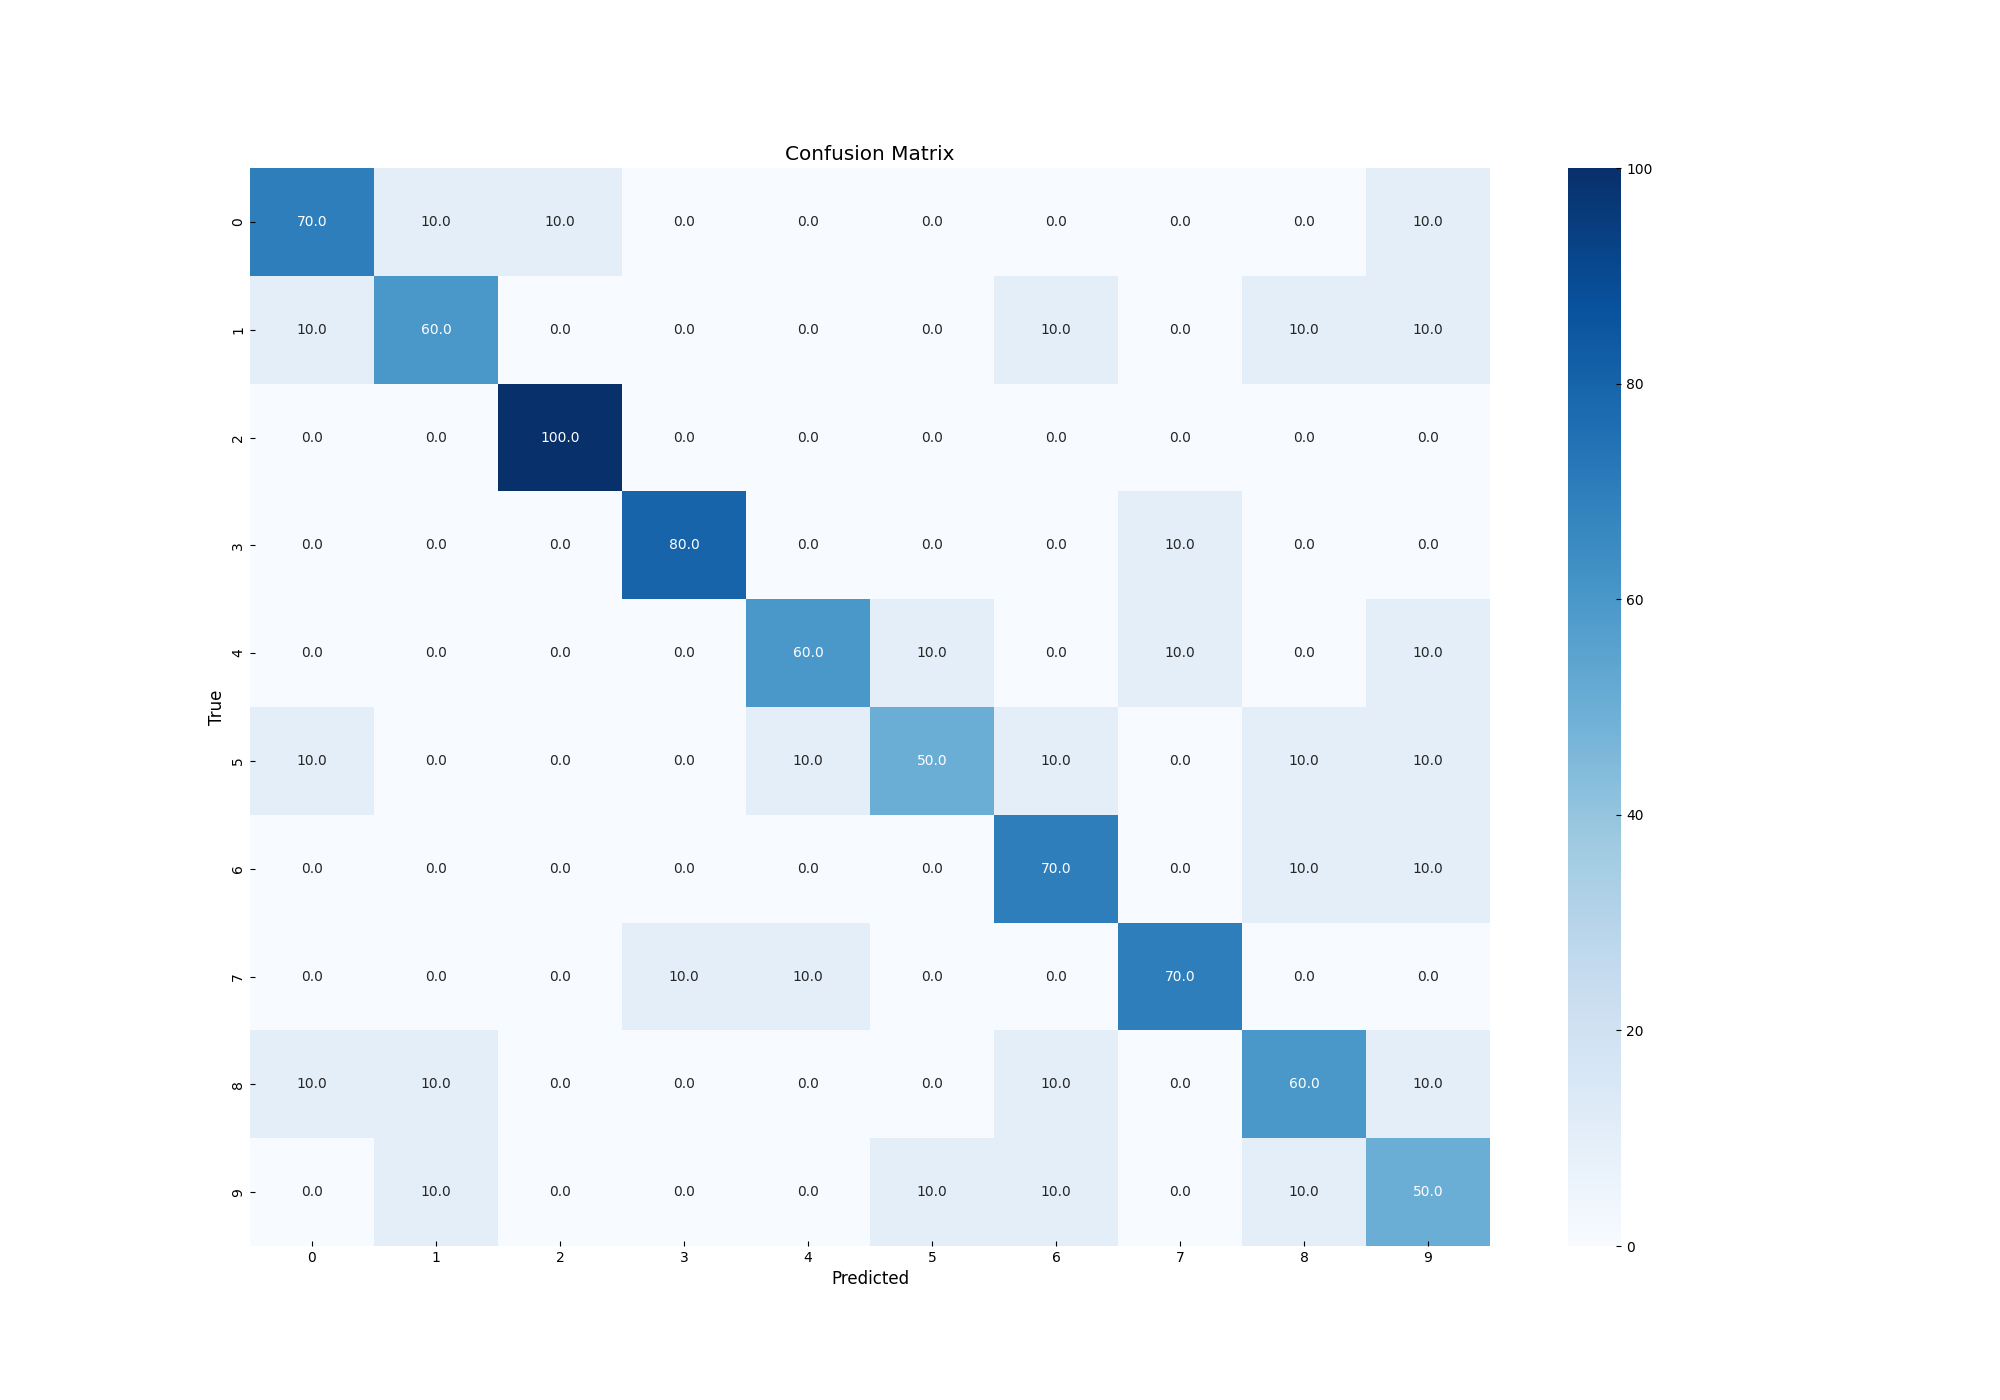 Confusion Matrix
0 70.0 10.0 10.0 0.0 0.0 0.0 0.0 0.0 0.0 10.0
1 10.0 60.0 0.0 0.0 0.0 0.0 10.0 0.0 10.0 10.0
2 0.0 0.0 100.0 0.0 0.0 0.0 0.0 0.0 0.0 0.0
3 0.0 0.0 0.0 80.0 0.0 0.0 0.0 10.0 0.0 0.0
4 0.0 0.0 0.0 0.0 60.0 10.0 0.0 10.0 0.0 10.0
True
5 10.0 0.0 0.0 0.0 10.0 50.0 10.0 0.0 10.0 10.0
6 0.0 0.0 0.0 0.0 0.0 0.0 70.0 0.0 10.0 10.0
7 0.0 0.0 0.0 10.0 10.0 0.0 0.0 70.0 0.0 0.0
8 10.0 10.0 0.0 0.0 0.0 0.0 10.0 0.0 60.0 10.0
9 0.0 10.0 0.0 0.0 0.0 10.0 10.0 0.0 10.0 50.0
0 1 2 3 4 5 6 7 8 9
Predicted
100
80
60
40
20
0